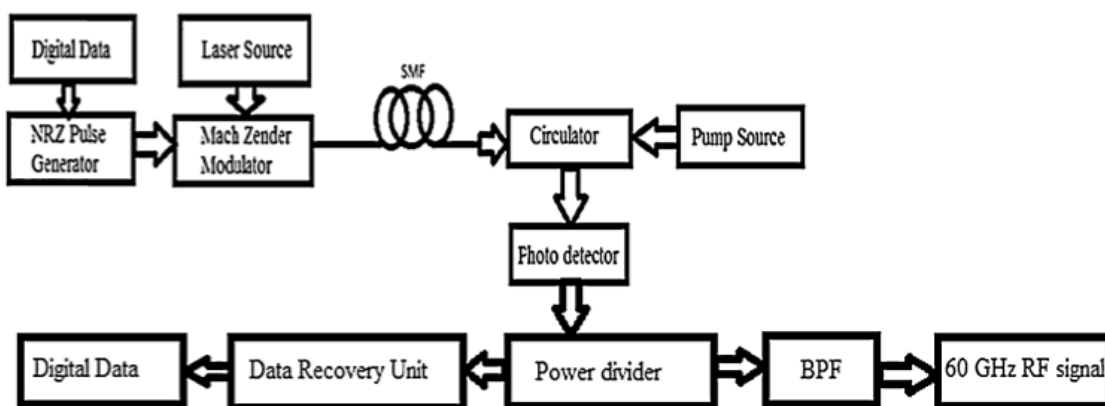 Digital Data
Laser Source
SMF
NRZ Pulse
Generator
Mach Zender
Modulator
Circulator
Pump Source
Photo detector
Digital Data
Data Recovery Unit
Power divider
BPF
60 GHz RF signal